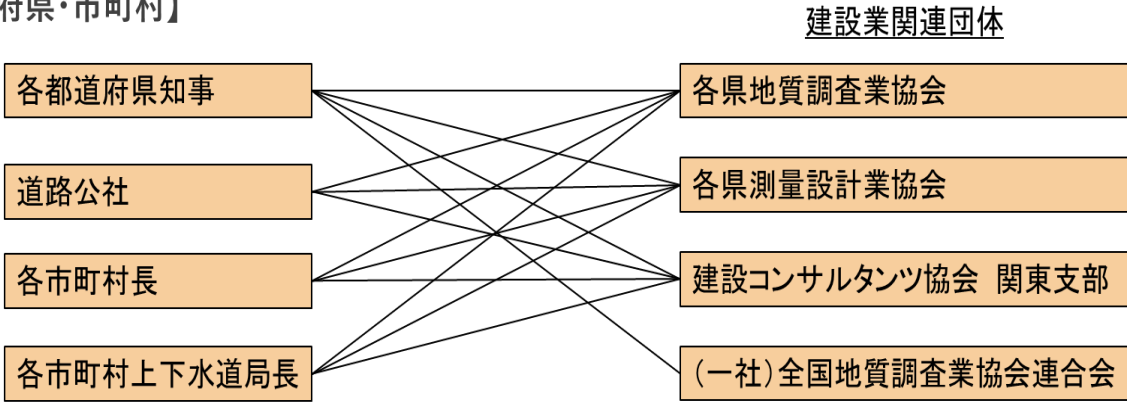 府県・市町村】
建設業関連団体
各都道府県知事
各県地質調査業協会
道路公社
各県測量設計業協会
各市町村長
建設コンサルタンツ協会 関東支部
各市町村上下水道局長
（一社）全国地質調査業協会連合会